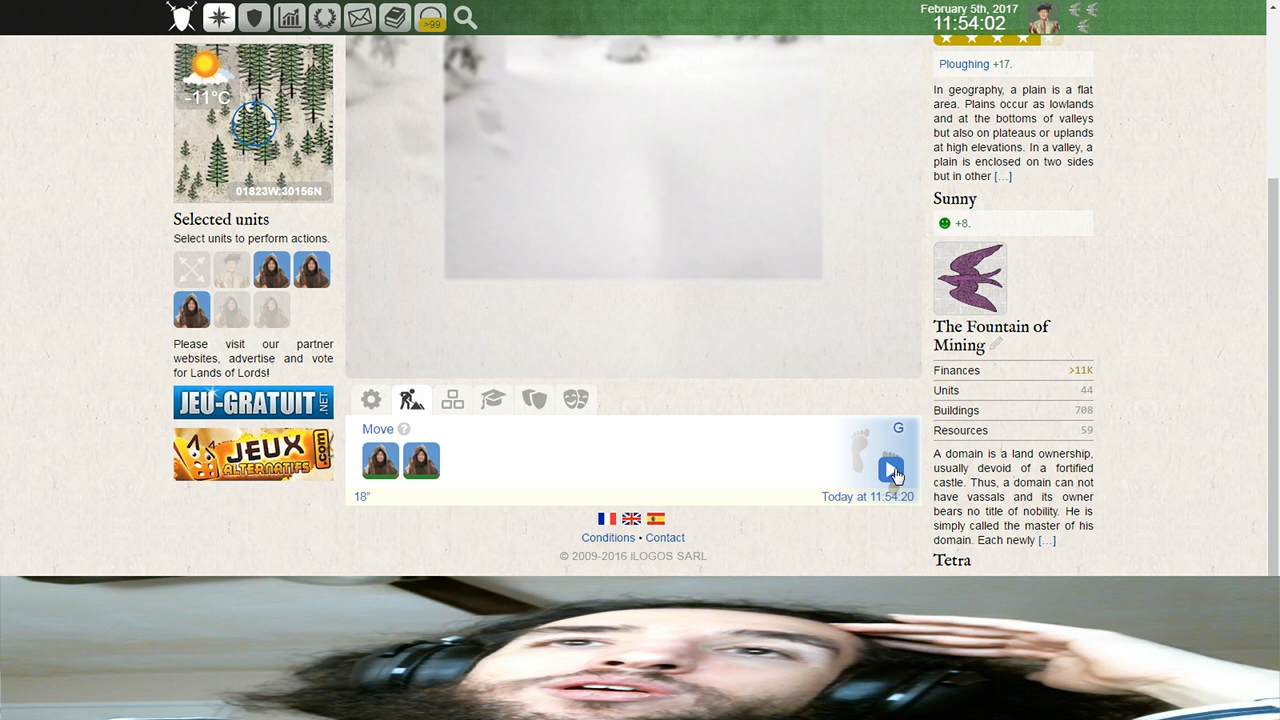 >99
February 5th, 2017
11:54:02
-11°C
01823W:30156N
Selected units
Select units to perform actions.
Please visit our partner
websites, advertise and vote
for Lands of Lords!
JEU-GRATUIT.NET
JEUX
ALTERNATIFS.com
Move ?
G
18"
Today at 11:54:20
Conditions • Contact
© 2009-2016 iLOGOS SARL
Ploughing +17.
In geography, a plain is a flat
area. Plains occur as lowlands
and at the bottoms of valleys
but also on plateaus or uplands
at high elevations. In a valley, a
plain is enclosed on two sides
but in other [...]
Sunny
+8.
The Fountain of
Mining
Finances >11K
Units 44
Buildings 708
Resources 59
A domain is a land ownership,
usually devoid of a fortified
castle. Thus, a domain can not
have vassals and its owner
bears no title of nobility. He is
simply called the master of his
domain. Each newly [...]
Tetra